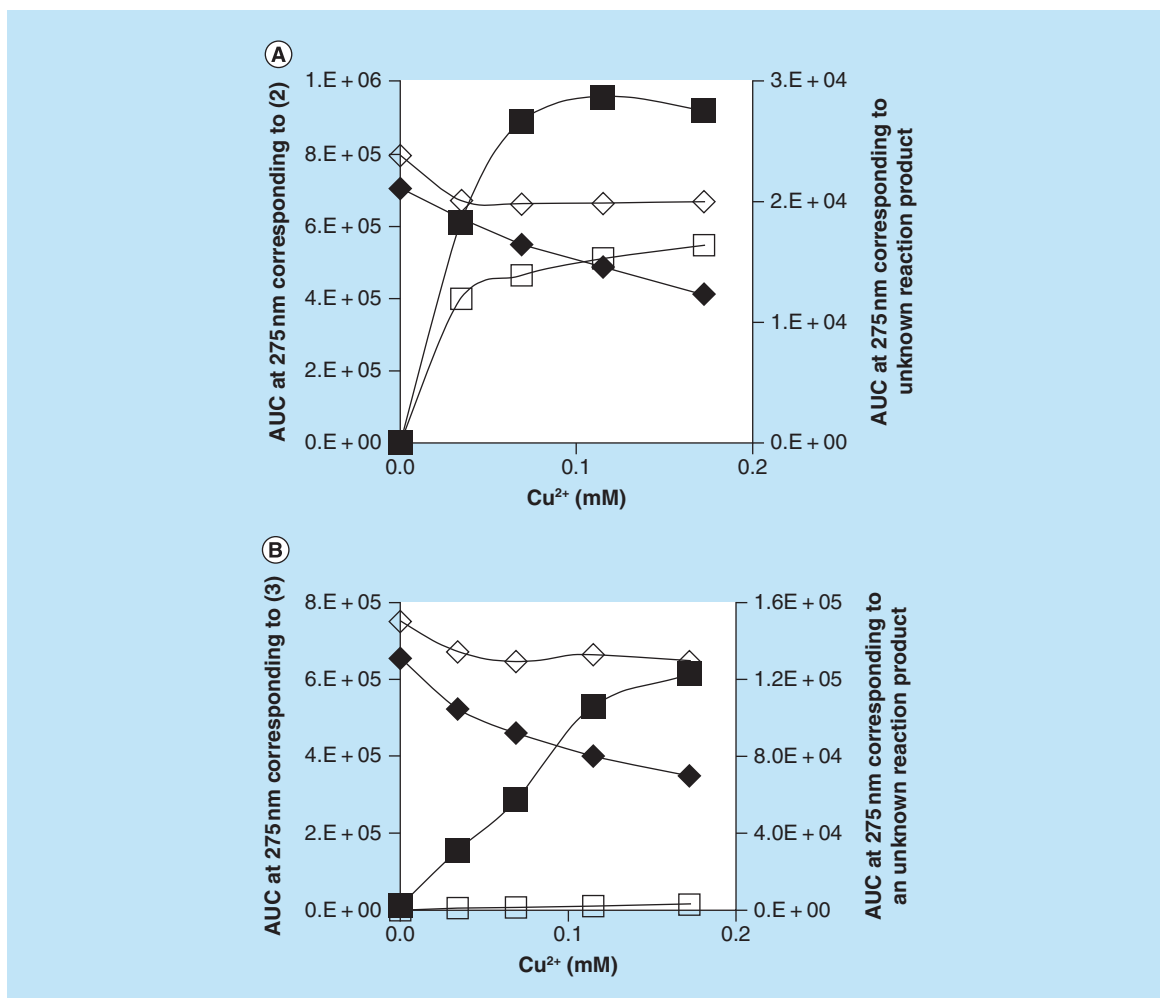 A
AUC at 275 nm corresponding to (2)
1.E + 06
8.E + 05
6.E + 05
4.E + 05
2.E + 05
0.E + 00
3.E + 04
2.E + 04
1.E + 04
0.E + 00
AUC at 275 nm corresponding to
unknown reaction product
0.0
0.1
0.2
Cu²⁺ (mM)
B
AUC at 275 nm corresponding to (3)
8.E + 05
6.E + 05
4.E + 05
2.E + 05
0.E + 00
1.6E + 05
1.2E + 05
8.0E + 04
4.0E + 04
0.E + 00
AUC at 275 nm corresponding to
an unknown reaction product
0.0
0.1
0.2
Cu²⁺ (mM)